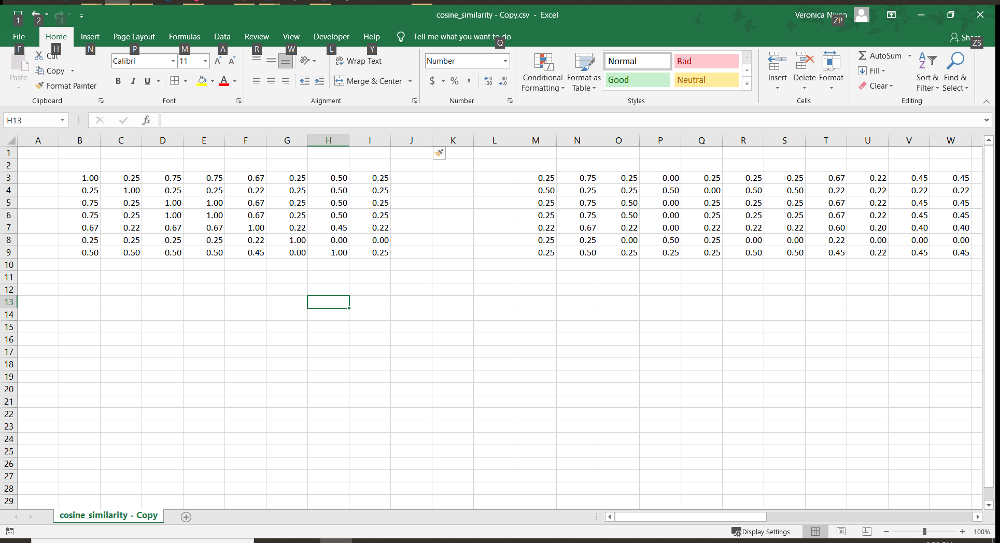 cosine_similarity - Copy.csv - Excel
Veronica Nixon
1 2 3 ZP
File Home Insert Page Layout Formulas Data Review View Developer Help Tell me what you want to do
F H N P M A R W L Y Q ZS
Paste
Cut
Copy
Format Painter
Clipboard
Calibri 11
B I U A
Font
Wrap Text
Merge & Center
Alignment
Number
$ % ,
Number
Conditional Formatting
Format as Table
Normal Bad
Good Neutral
Styles
Insert Delete Format
Cells
AutoSum
Fill
Clear
Sort & Filter
Find & Select
Editing
H13 fx
A B C D E F G H I J K L M N O P Q R S T U V W
1
2
3 1.00 0.25 0.75 0.75 0.67 0.25 0.50 0.25 0.25 0.75 0.25 0.00 0.25 0.25 0.25 0.67 0.22 0.45 0.45
4 0.25 1.00 0.25 0.25 0.22 0.25 0.50 0.25 0.50 0.25 0.25 0.50 0.00 0.50 0.50 0.22 0.22 0.22 0.22
5 0.75 0.25 1.00 1.00 0.67 0.25 0.50 0.25 0.25 0.75 0.50 0.00 0.25 0.25 0.25 0.67 0.22 0.45 0.45
6 0.75 0.25 1.00 1.00 0.67 0.25 0.50 0.25 0.25 0.75 0.50 0.00 0.25 0.25 0.25 0.67 0.22 0.45 0.45
7 0.67 0.22 0.67 0.67 1.00 0.22 0.45 0.22 0.22 0.67 0.22 0.00 0.22 0.22 0.22 0.60 0.20 0.40 0.40
8 0.25 0.25 0.25 0.25 0.22 1.00 0.00 0.00 0.25 0.25 0.00 0.50 0.25 0.00 0.00 0.22 0.00 0.00 0.00
9 0.50 0.50 0.50 0.50 0.45 0.00 1.00 0.25 0.25 0.50 0.25 0.25 0.25 0.50 0.50 0.45 0.22 0.45 0.45
10
11
12
13
14
15
16
17
18
19
20
21
22
23
24
25
26
27
28
29
cosine_similarity - Copy
Display Settings 100%